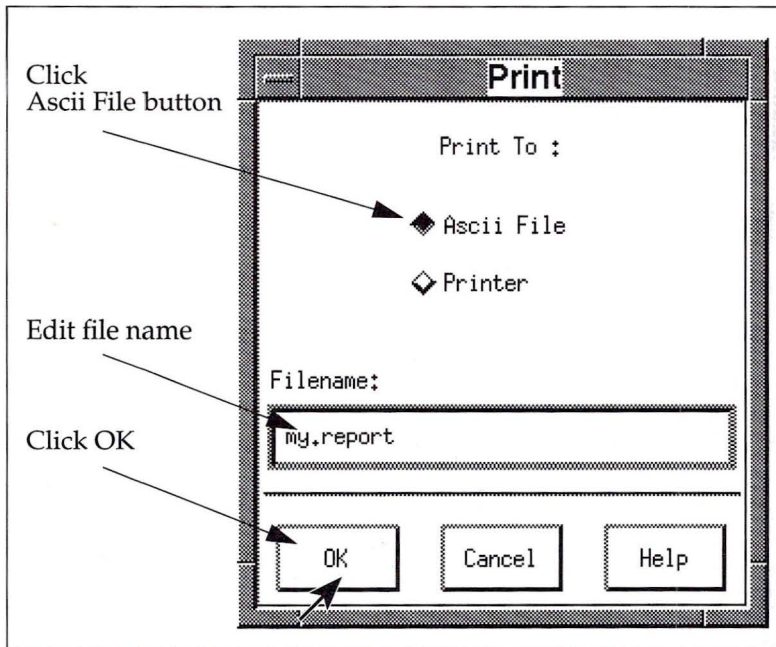 Click
Ascii File button
Print
Print To :
Ascii File
Printer
Edit file name
Filename:
my.report
Click OK
OK
Cancel
Help